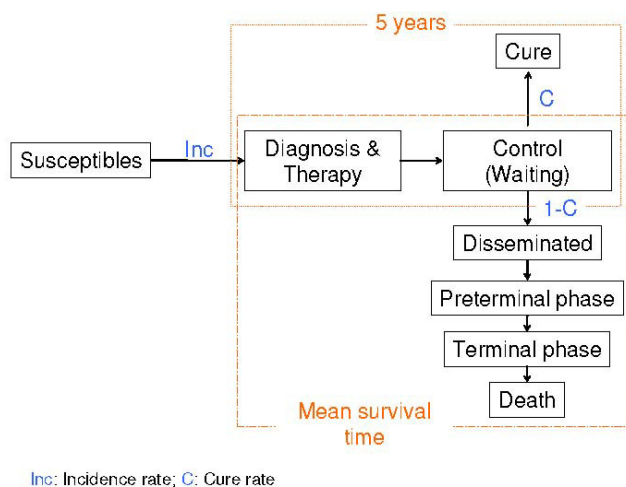 5 years
Cure
C
Inc
Susceptibles
Diagnosis &
Therapy
Control
(Waiting)
1-C
Disseminated
Preterminal phase
Terminal phase
Death
Mean survival
time
Inc: Incidence rate; C: Cure rate